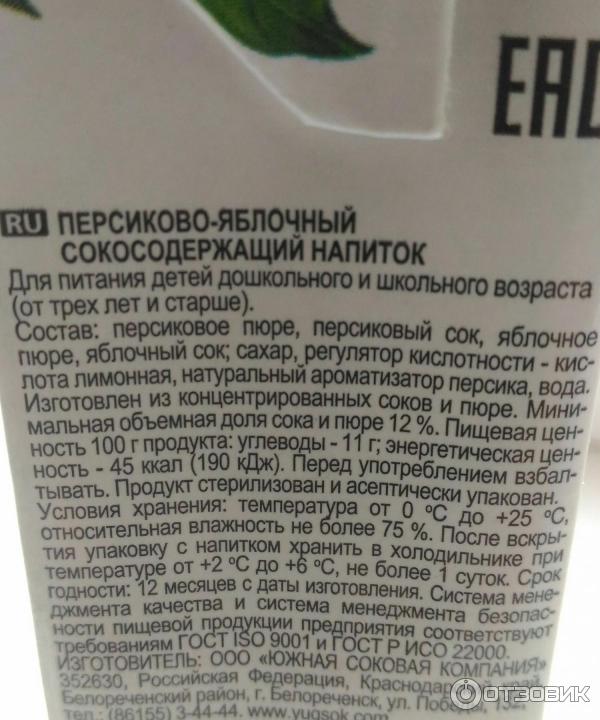 EAC
RU ПЕРСИКОВО-ЯБЛОЧНЫЙ
СОКОСОДЕРЖАЩИЙ НАПИТОК
Для питания детей дошкольного и школьного возраста
(от трех лет и старше).
Состав: персиковое пюре, персиковый сок, яблочное
пюре, яблочный сок; сахар, регулятор кислотности - кис-
лота лимонная, натуральный ароматизатор персика, вода.
Изготовлен из концентрированных соков и пюре. Мини-
мальная объемная доля сока и пюре 12 %. Пищевая цен-
ность 100 г продукта: углеводы - 11 г; энергетическая цен-
ность - 45 ккал (190 кДж). Перед употреблением взбал-
тывать. Продукт стерилизован и асептически упакован.
Условия хранения: температура от 0 ºС до +25 ºС,
относительная влажность не более 75 %. После вскры-
тия упаковку с напитком хранить в холодильнике при
температуре от +2 ºС до +6 ºС, не более 1 суток. Срок
годности: 12 месяцев с даты изготовления. Система мене-
джмента качества и система менеджмента безопас-
ности пищевой продукции предприятия соответствуют
требованиям ГОСТ ISO 9001 и ГОСТ Р ИСО 22000.
ИЗГОТОВИТЕЛЬ: ООО «ЮЖНАЯ СОКОВАЯ КОМПАНИЯ»
352630, Российская Федерация, Краснодарский край,
Белореченский район, г. Белореченск, ул. Победы,
Тел.: (86155) 3-44-44. www.yugsok.com
ОТЗОВИК